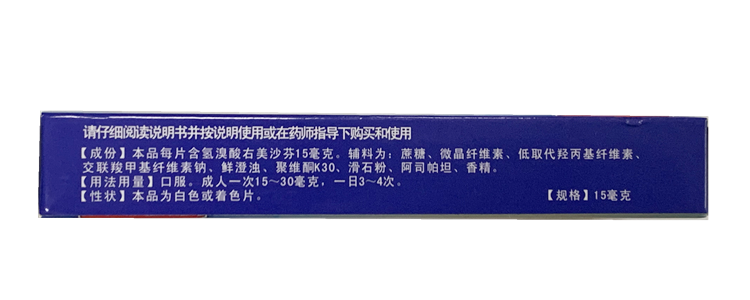 请仔细阅读说明书并按说明使用或在药师指导下购买和使用
【成份】本品每片含氢溴酸右美沙芬15毫克。辅料为：蔗糖、微晶纤维素、低取代羟丙基纤维素、
交联羧甲基纤维素钠、鲜澄浊、聚维酮K30、滑石粉、阿司帕坦、香精。
【用法用量】口服。成人一次15～30毫克，一日3～4次。
【性状】本品为白色或着色片。 【规格】15毫克